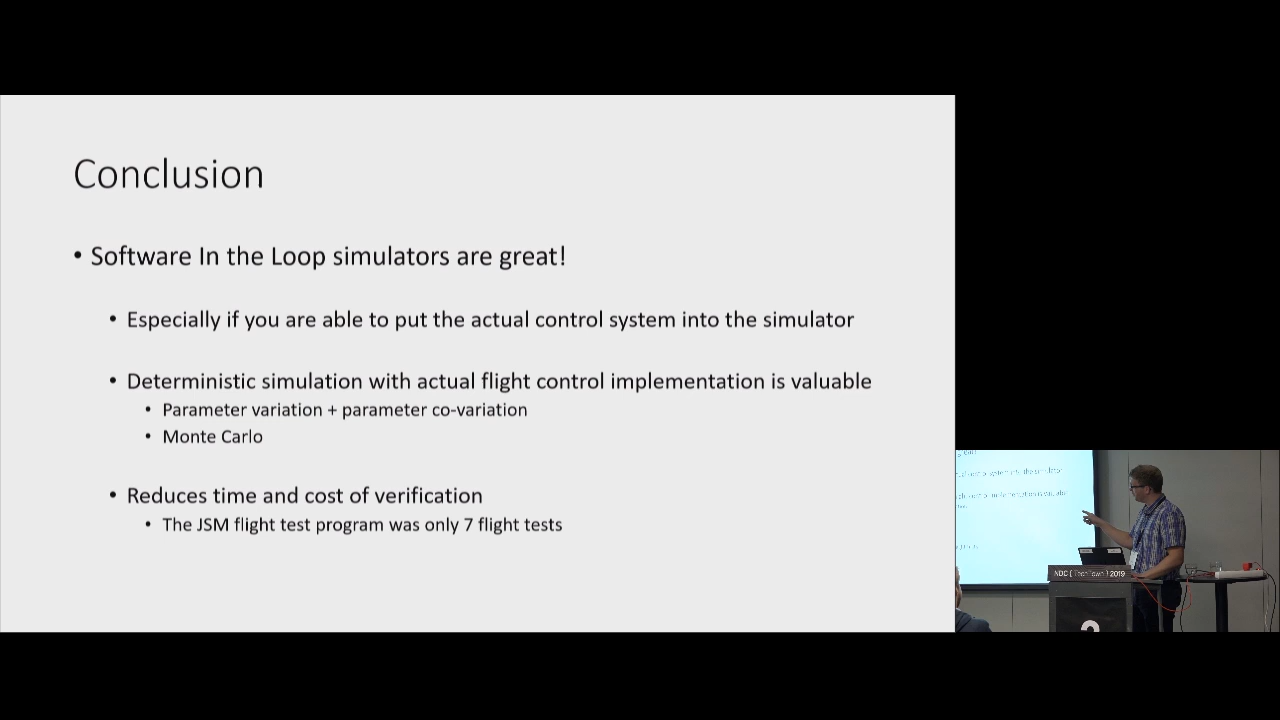 Conclusion
• Software In the Loop simulators are great!
• Especially if you are able to put the actual control system into the simulator
• Deterministic simulation with actual flight control implementation is valuable
• Parameter variation + parameter co-variation
• Monte Carlo
• Reduces time and cost of verification
• The JSM flight test program was only 7 flight tests
NDC { TechTown } 2019